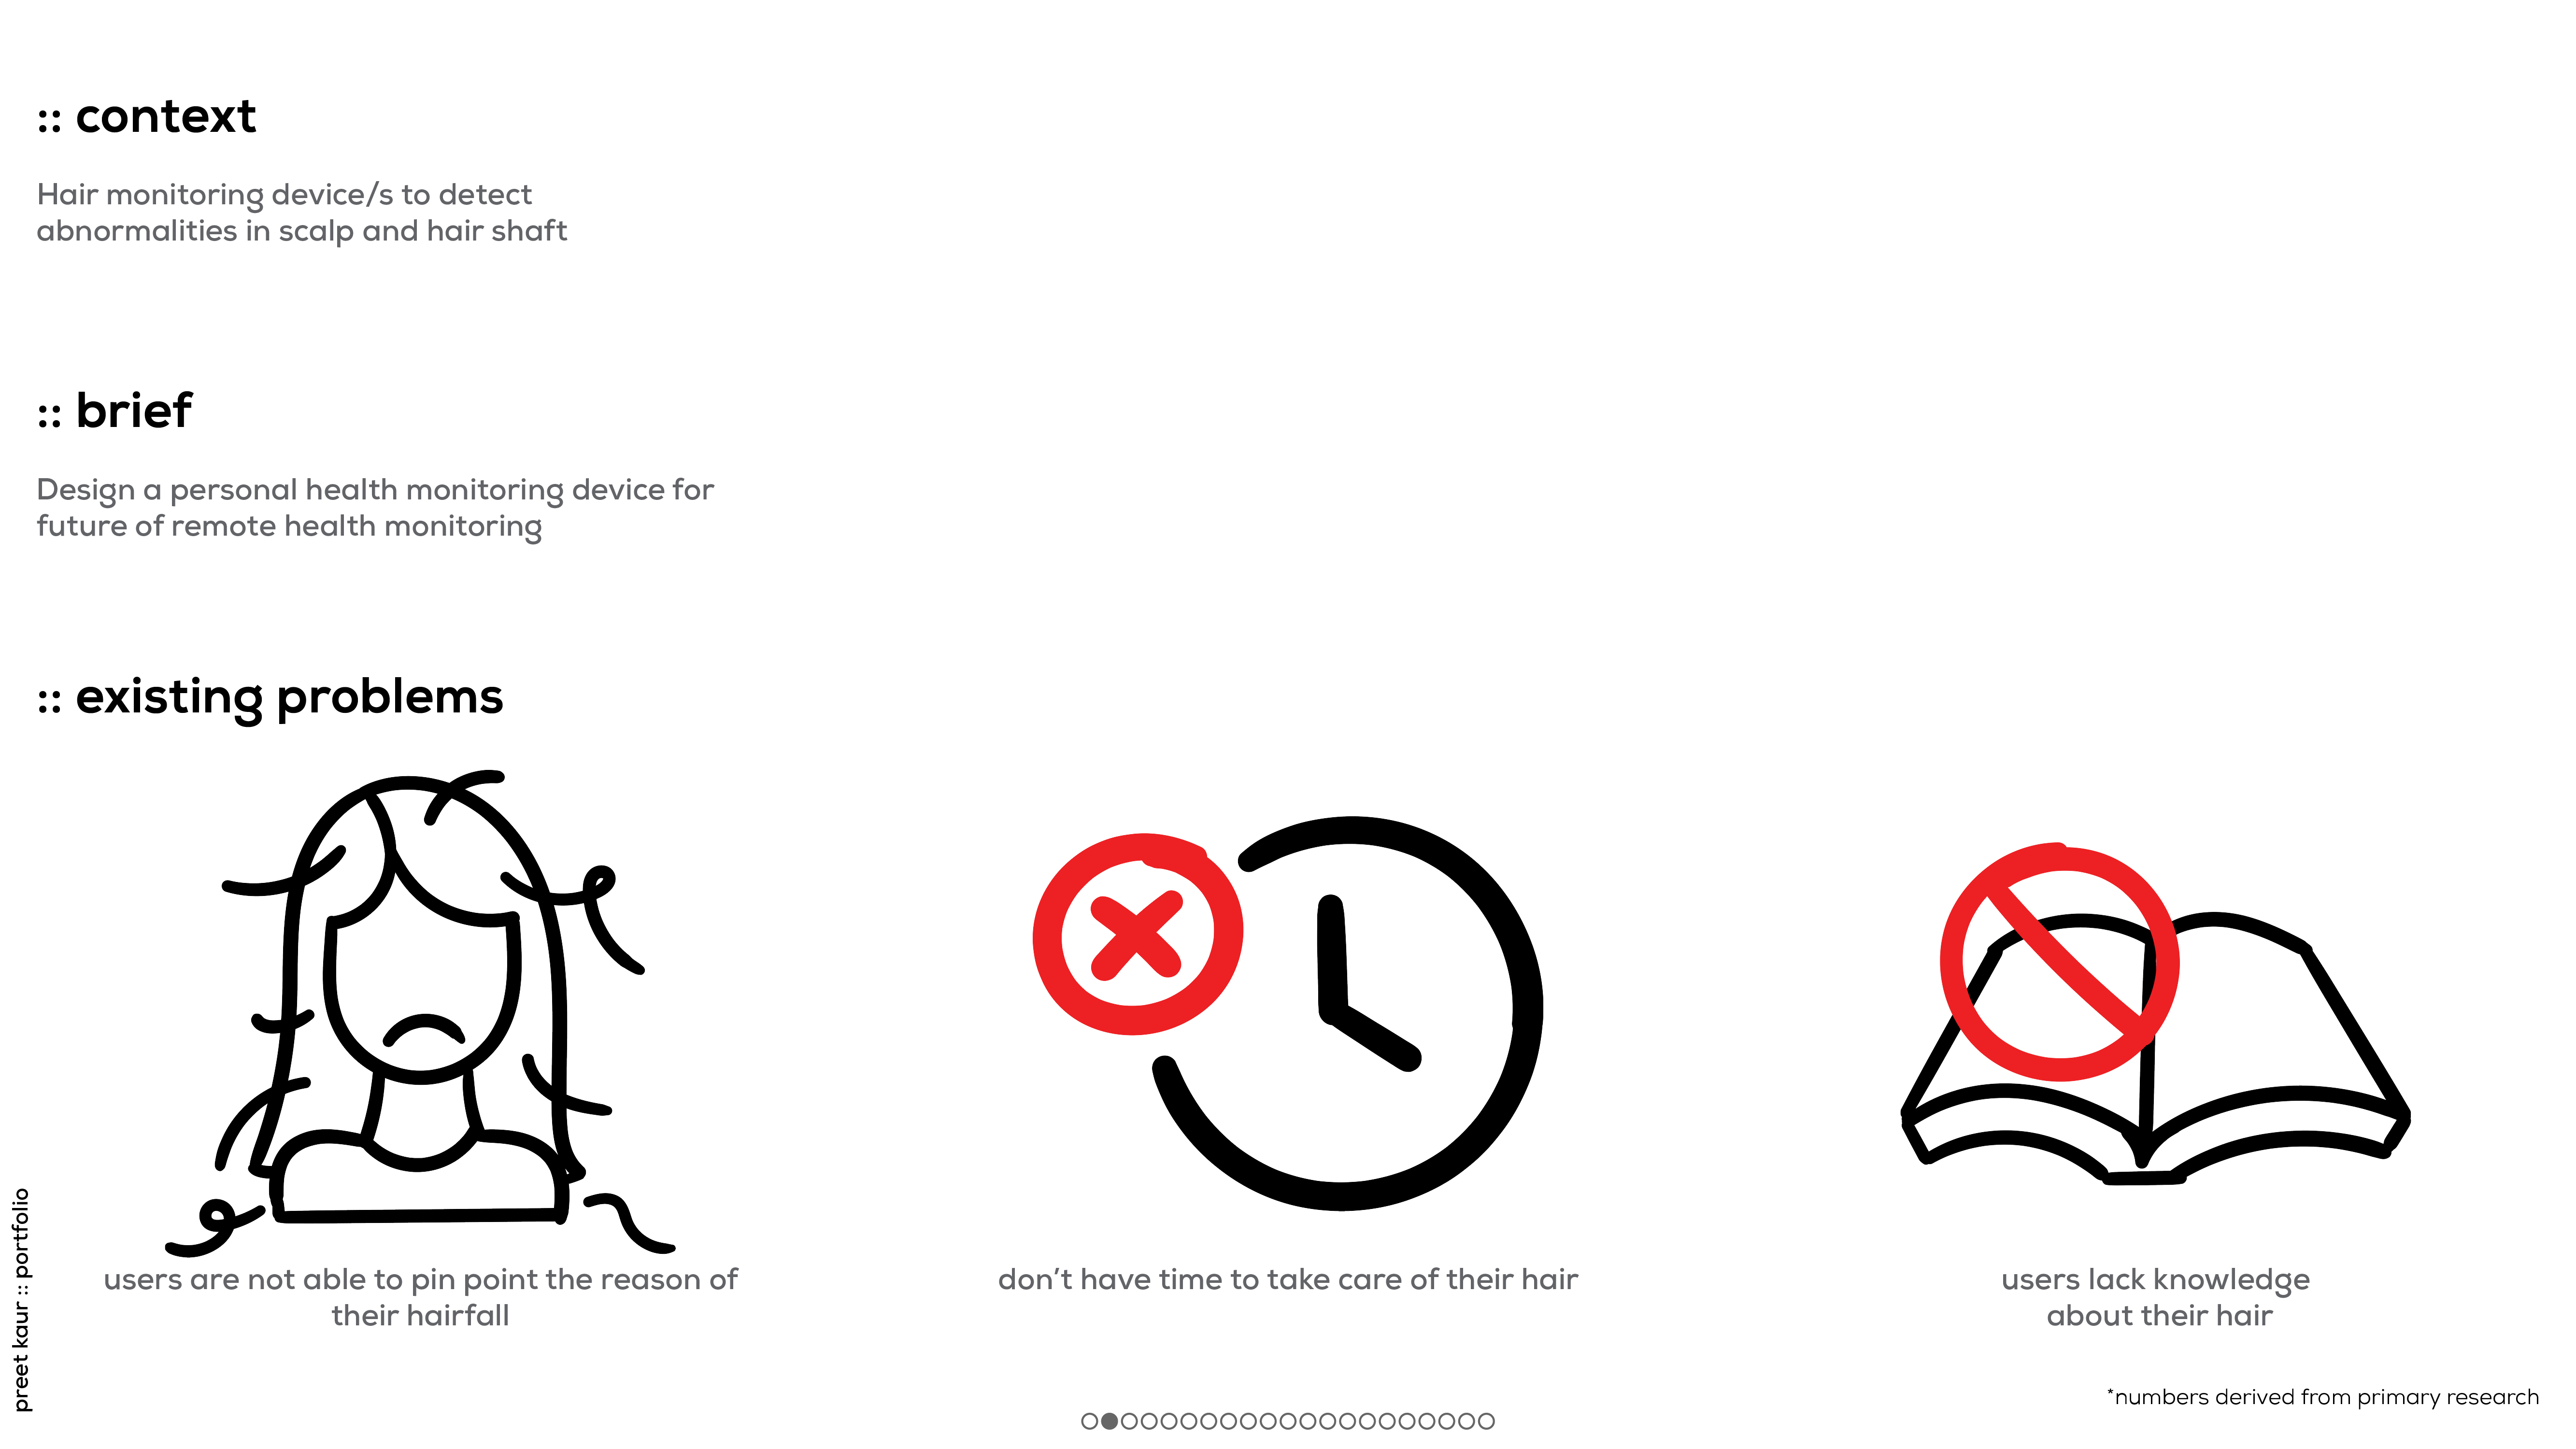 :: context
Hair monitoring device/s to detect
abnormalities in scalp and hair shaft
:: brief
Design a personal health monitoring device for
future of remote health monitoring
:: existing problems
users are not able to pin point the reason of
their hairfall
don’t have time to take care of their hair
users lack knowledge
about their hair
*numbers derived from primary research
preet kaur :: portfolio